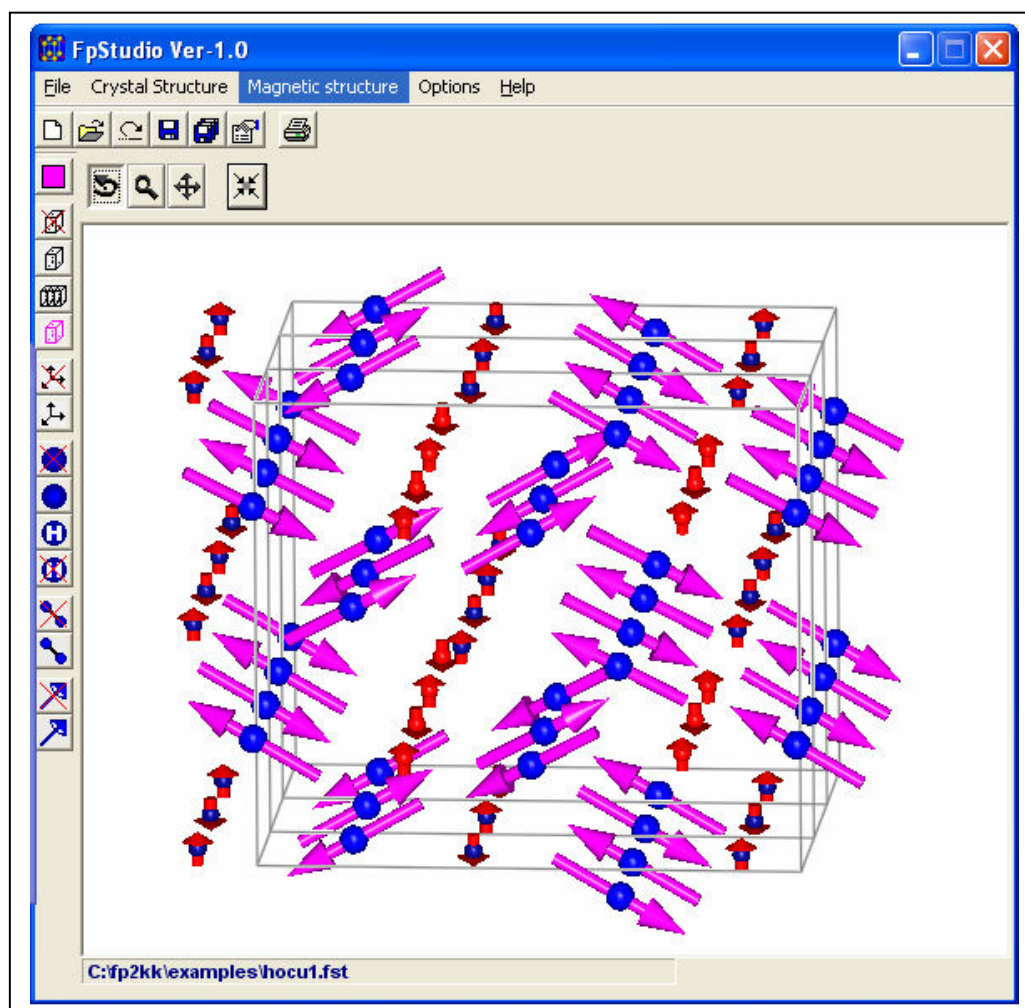 FpStudio Ver-1.0
File Crystal Structure Magnetic structure Options Help
H
H
C:\fp2kk\examples\hocu1.fst